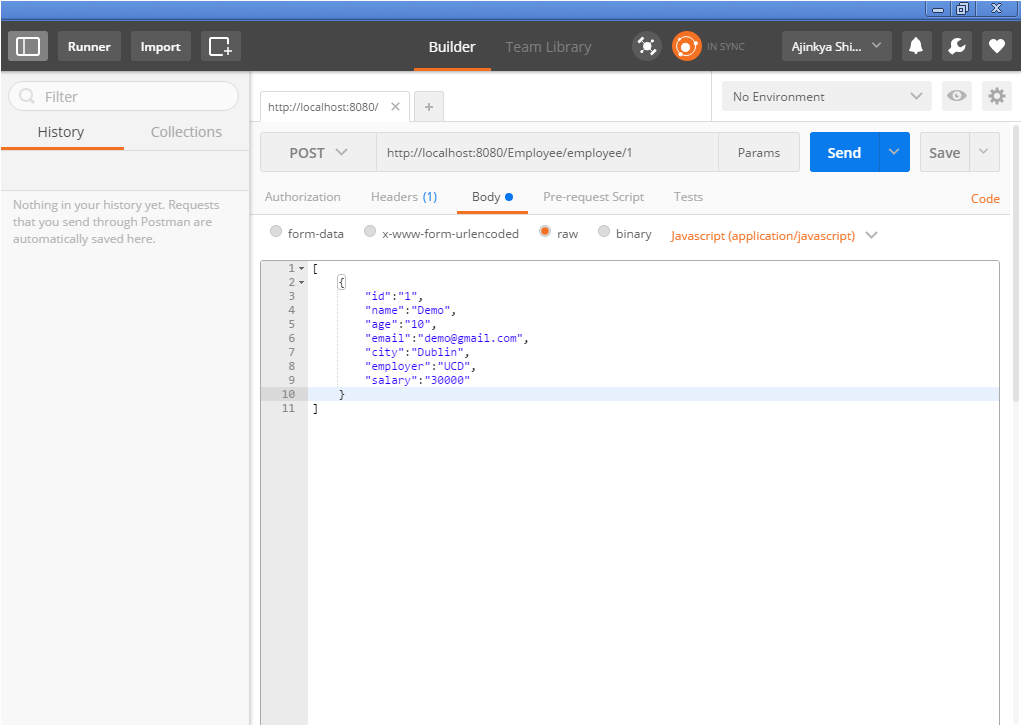 Runner Import Builder Team Library IN SYNC Ajinkya Shi...
Filter
History Collections
Nothing in your history yet. Requests
that you send through Postman are
automatically saved here.
http://localhost:8080/ No Environment
POST http://localhost:8080/Employee/employee/1 Params Send Save
Authorization Headers (1) Body Pre-request Script Tests Code
form-data x-www-form-urlencoded raw binary Javascript (application/javascript)
1 [
2 {
3 "id":"1",
4 "name":"Demo",
5 "age":"10",
6 "email":"demo@gmail.com",
7 "city":"Dublin",
8 "employer":"UCD",
9 "salary":"30000"
10 }
11 ]